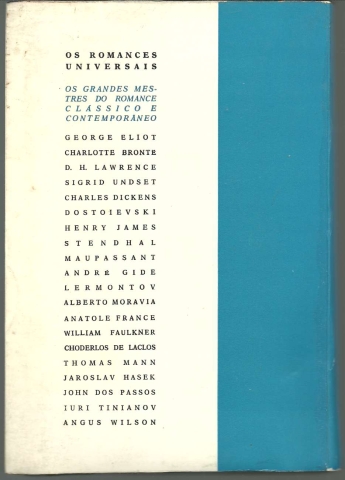 OS ROMANCES
UNIVERSAIS
OS GRANDES MES-
TRES DO ROMANCE
CLÁSSICO E
CONTEMPORÂNEO
GEORGE ELIOT
CHARLOTTE BRONTE
D. H. LAWRENCE
SIGRID UNDSET
CHARLES DICKENS
DOSTOIEVSKI
HENRY JAMES
STENDHAL
MAUPASSANT
ANDRÉ GIDE
LERMONTOV
ALBERTO MORAVIA
ANATOLE FRANCE
WILLIAM FAULKNER
CHODERLOS DE LACLOS
THOMAS MANN
JAROSLAV HASEK
JOHN DOS PASSOS
IURI TINIANOV
ANGUS WILSON